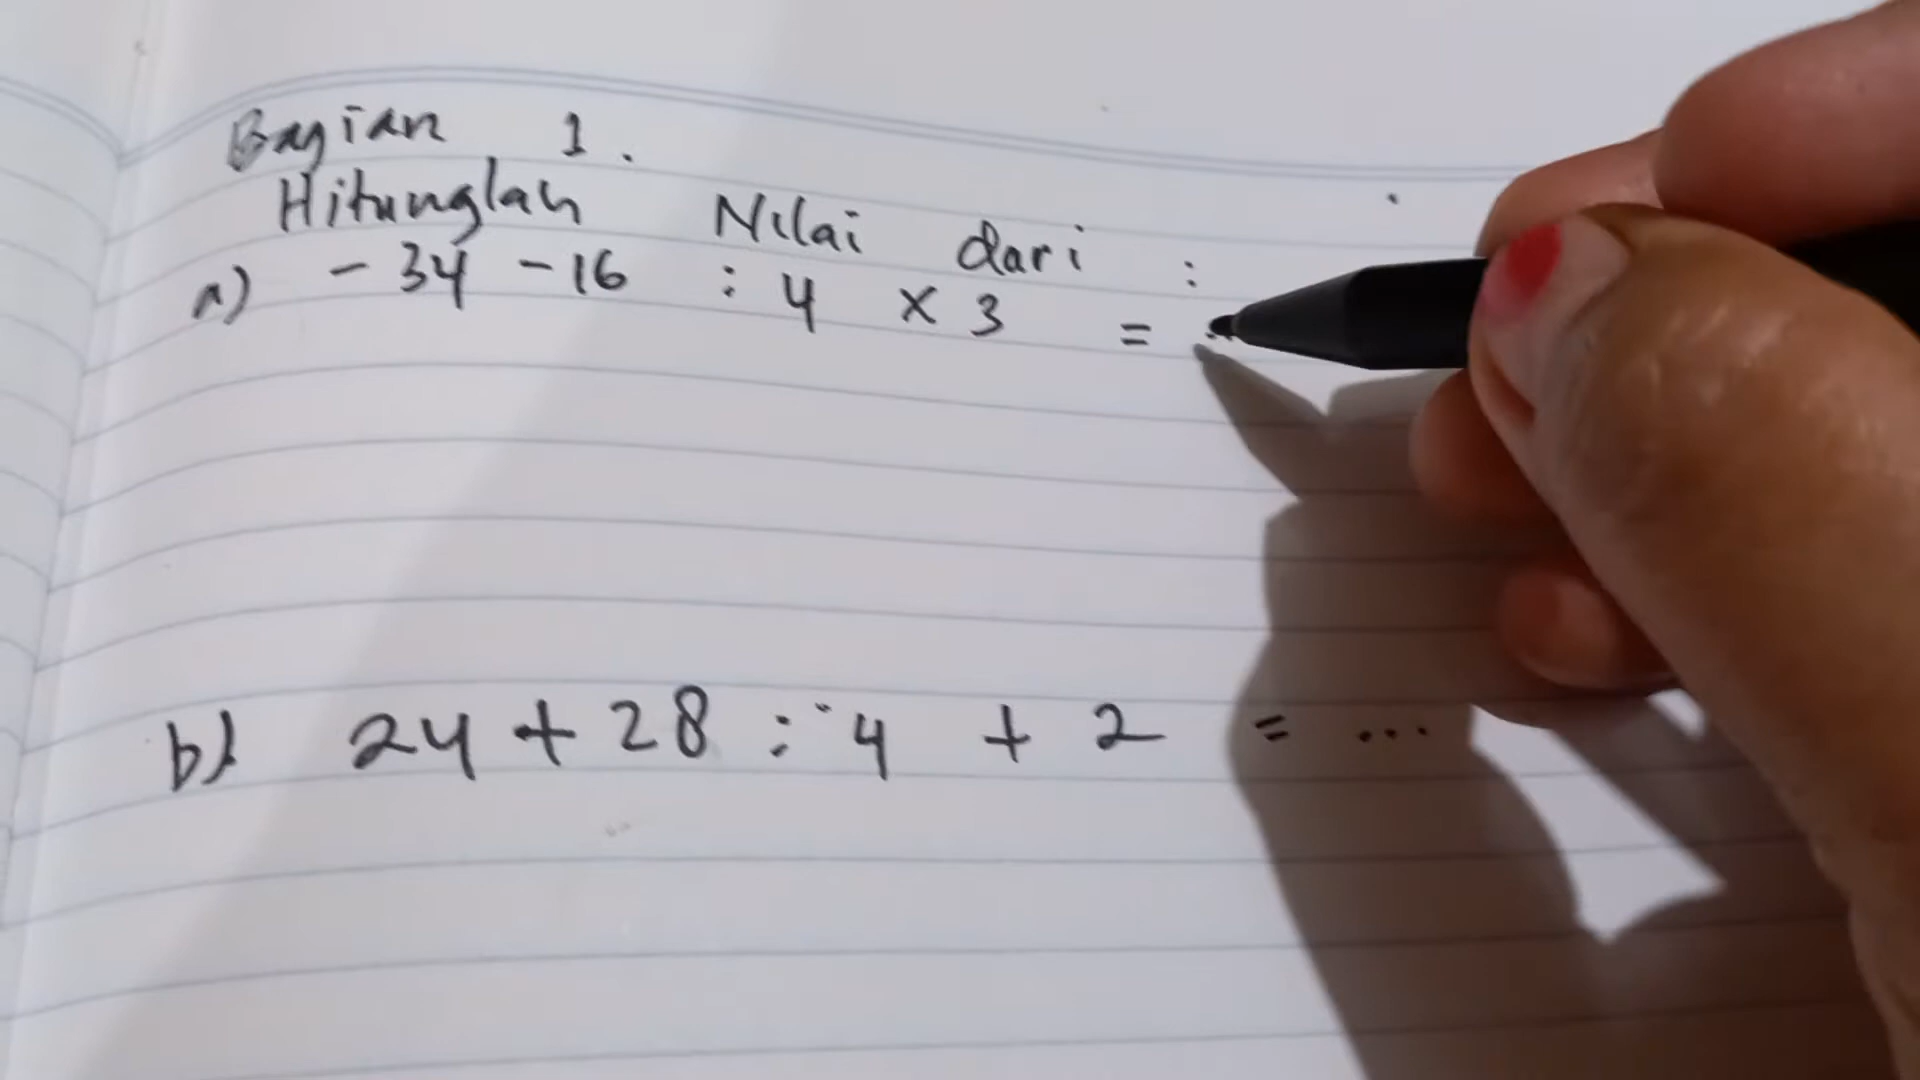 Bagian 1.
Hitunglah Nilai dari :
a) - 34 - 16 : 4 x 3 = ..
b) 24 + 28 : 4 + 2 = ...